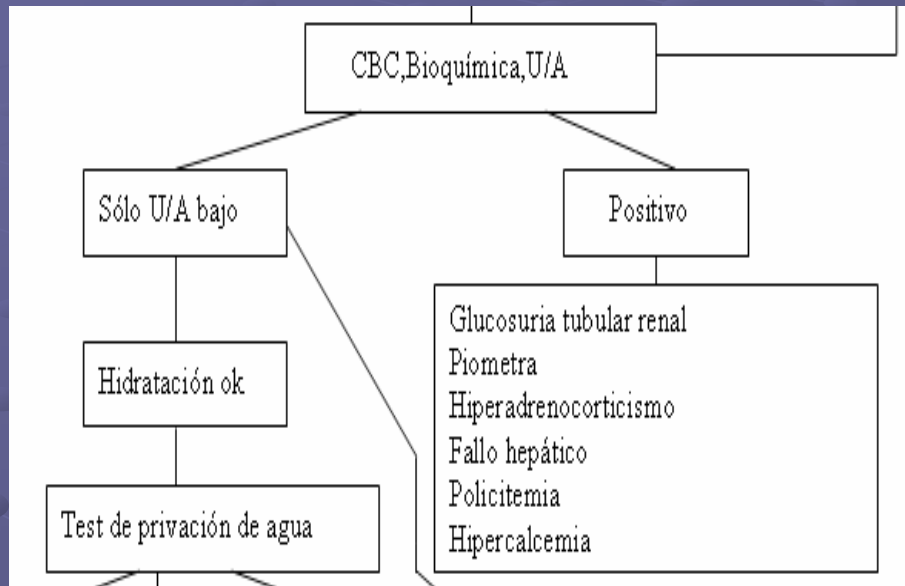 CBC,Bioquímica,U/A
Sólo U/A bajo
Positivo
Hidratación ok
Test de privación de agua
Glucosuria tubular renal
Piometra
Hiperadrenocorticismo
Fallo hepático
Policitemia
Hipercalcemia